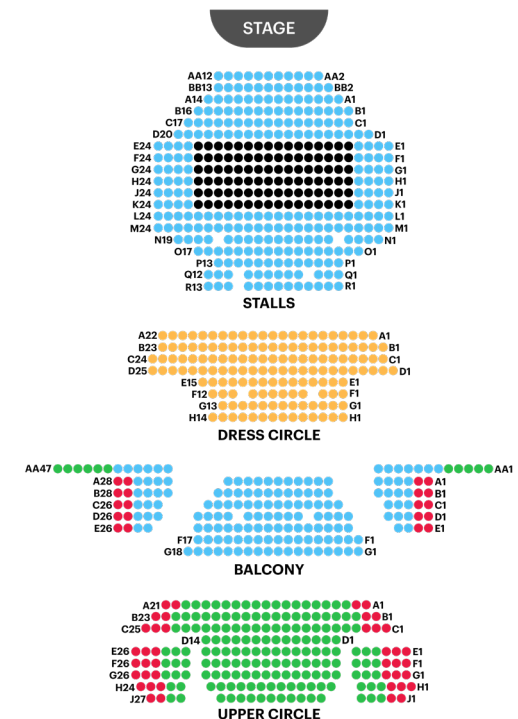 STAGE
AA12 AA2
BB13 BB2
A14 A1
B16 B1
C17 C1
D20 D1
E24 E1
F24 F1
G24 G1
H24 H1
J24 J1
K24 K1
L24 L1
M24 M1
N19 N1
O17 O1
P13 P1
Q12 Q1
R13 R1
STALLS
A22 A1
B23 B1
C24 C1
D25 D1
E15 E1
F12 F1
G13 G1
H14 H1
DRESS CIRCLE
AA47 AA1
A28 A1
B28 B1
C26 C1
D26 D1
E26 E1
F17 F1
G18 G1
BALCONY
A21 A1
B23 B1
C25 C1
D14 D1
E26 E1
F26 F1
G26 G1
H24 H1
J27 J1
UPPER CIRCLE